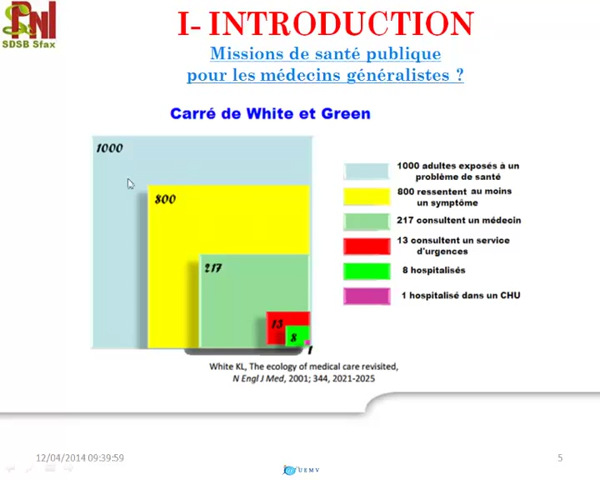 PNL
SDSB Sfax
I- INTRODUCTION
Missions de santé publique
pour les médecins généralistes ?
Carré de White et Green
1000
800
217
13
8
1
1000 adultes exposés à un
problème de santé
800 ressentent au moins
un symptôme
217 consultent un médecin
13 consultent un service
d'urgences
8 hospitalisés
1 hospitalisé dans un CHU
White KL, The ecology of medical care revisited,
N Engl J Med, 2001; 344, 2021-2025
12/04/2014 09:39:59
5
UEMV